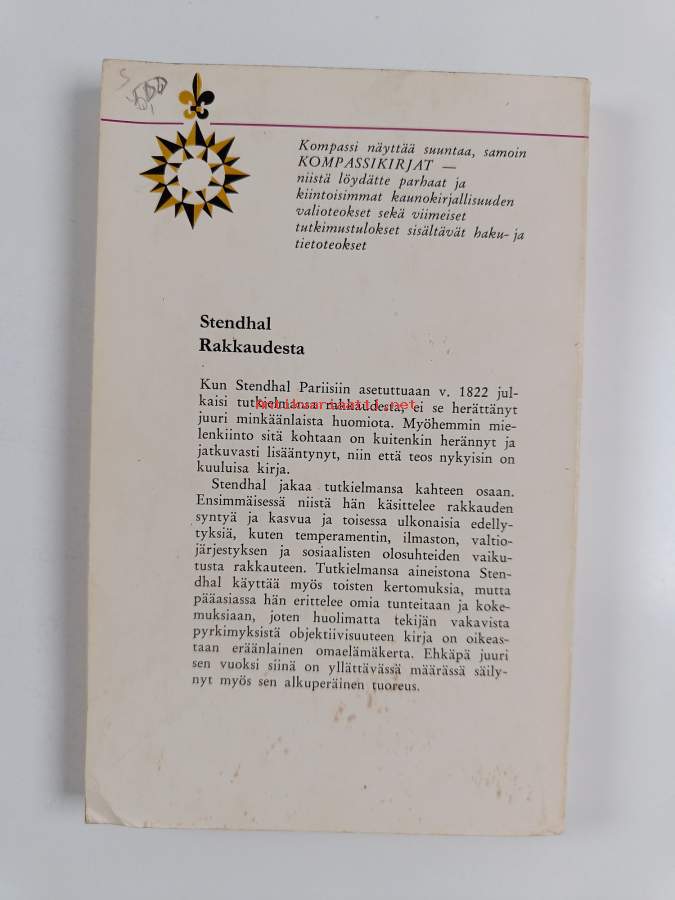 Kompassi näyttää suuntaa, samoin
KOMPASSIKIRJAT —
niistä löydätte parhaat ja
kiintoisimmat kaunokirjallisuuden
valioteokset sekä viimeiset
tutkimustulokset sisältävät haku- ja
tietoteokset
Stendhal
Rakkaudesta
Kun Stendhal Pariisiin asetuttuaan v. 1822 jul-
kaisi tutkielmansa rakkaudesta, ei se herättänyt
antikvariaatti.net
juuri minkäänlaista huomiota. Myöhemmin mie-
lenkiinto sitä kohtaan on kuitenkin herännyt ja
jatkuvasti lisääntynyt, niin että teos nykyisin on
kuuluisa kirja.
Stendhal jakaa tutkielmansa kahteen osaan.
Ensimmäisessä niistä hän käsittelee rakkauden
syntyä ja kasvua ja toisessa ulkonaisia edelly-
tyksiä, kuten temperamentin, ilmaston, valtio-
järjestyksen ja sosiaalisten olosuhteiden vaiku-
tusta rakkauteen. Tutkielmansa aineistona Sten-
dhal käyttää myös toisten kertomuksia, mutta
pääasiassa hän erittelee omia tunteitaan ja koke-
muksiaan, joten huolimatta tekijän vakavista
pyrkimyksistä objektiivisuuteen kirja on oikeas-
taan eräänlainen omaelämäkerta. Ehkäpä juuri
sen vuoksi siinä on yllättävässä määrässä säily-
nyt myös sen alkuperäinen tuoreus.